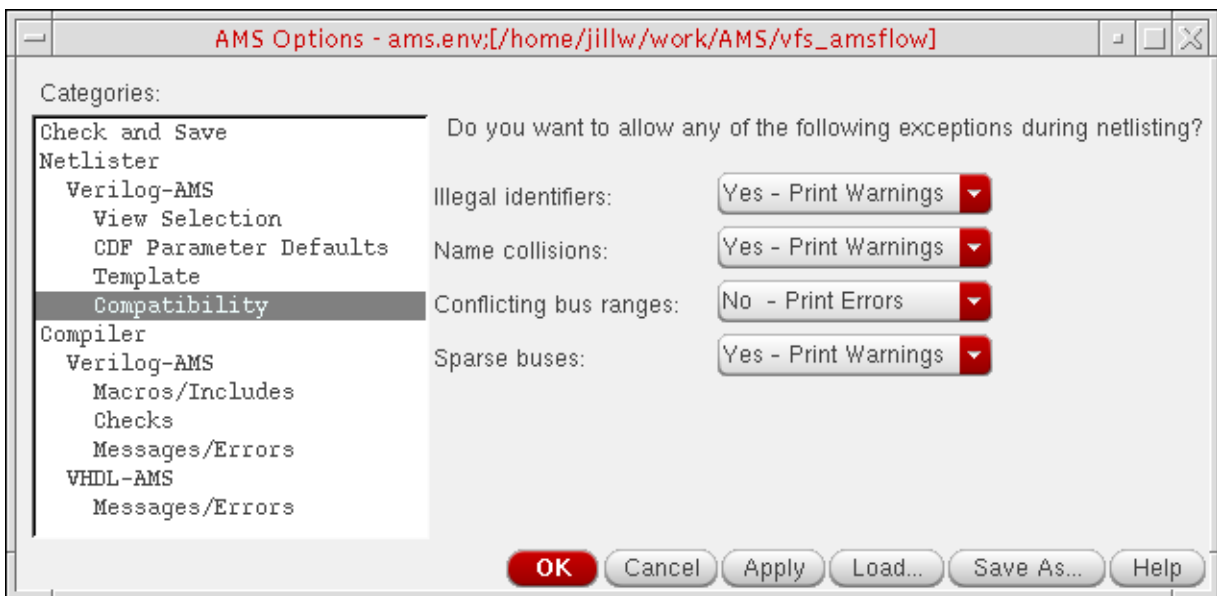 AMS Options - ams.env;[/home/jillw/work/AMS/vfs_amsflow]
Categories:
Check and Save
Netlister
Verilog-AMS
View Selection
CDF Parameter Defaults
Template
Compatibility
Compiler
Verilog-AMS
Macros/Includes
Checks
Messages/Errors
VHDL-AMS
Messages/Errors
Do you want to allow any of the following exceptions during netlisting?
Illegal identifiers: Yes - Print Warnings
Name collisions: Yes - Print Warnings
Conflicting bus ranges: No - Print Errors
Sparse buses: Yes - Print Warnings
OK Cancel Apply Load... Save As... Help